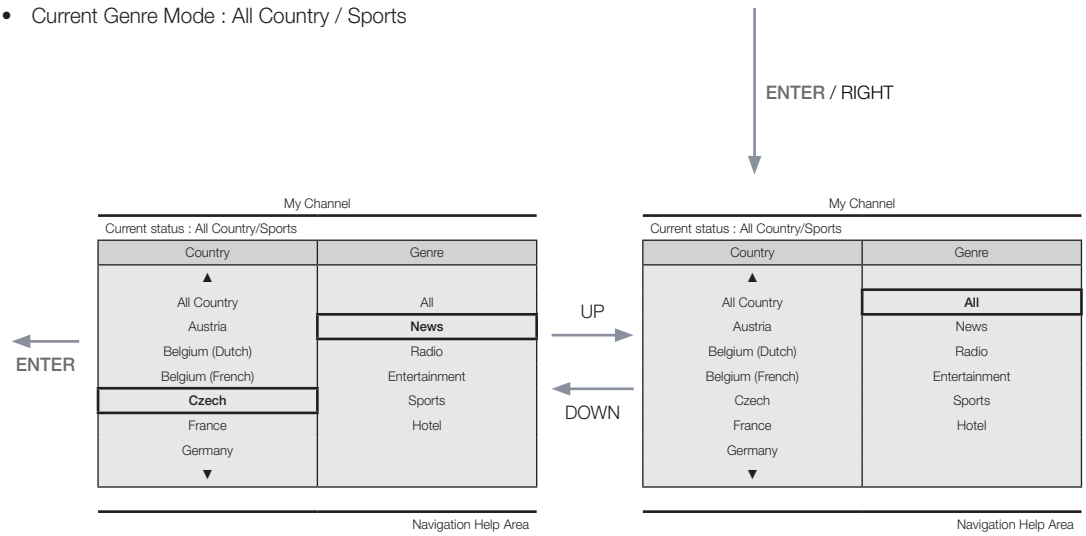 • Current Genre Mode : All Country / Sports
ENTER / RIGHT
My Channel
Current status : All Country/Sports
Country Genre
▲
All Country All
Austria News
Belgium (Dutch) Radio
Belgium (French) Entertainment
Czech Sports
France Hotel
Germany
▼
Navigation Help Area
ENTER
UP
DOWN
My Channel
Current status : All Country/Sports
Country Genre
▲
All Country All
Austria News
Belgium (Dutch) Radio
Belgium (French) Entertainment
Czech Sports
France Hotel
Germany
▼
Navigation Help Area